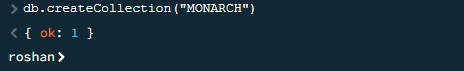 > db.createCollection("MONARCH")
< { ok: 1 }
roshan>